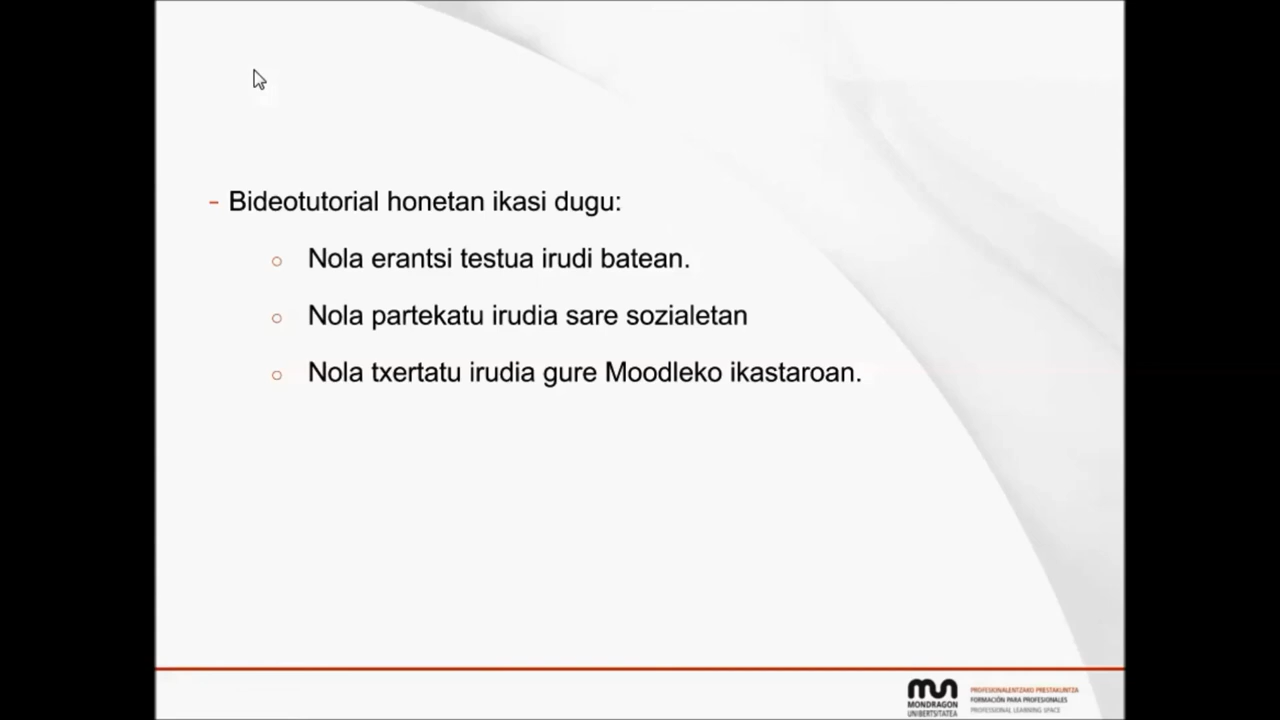 - Bideotutorial honetan ikasi dugu:
○ Nola erantsi testua irudi batean.
○ Nola partekatu irudia sare sozialetan
○ Nola txertatu irudia gure Moodleko ikastaroan.
MONDRAGON
UNIBERTSITATEA
PROFESIONALENTZAKO PRESTAKUNTZA
FORMACIÓN PARA PROFESIONALES
PROFESSIONAL LEARNING SPACE